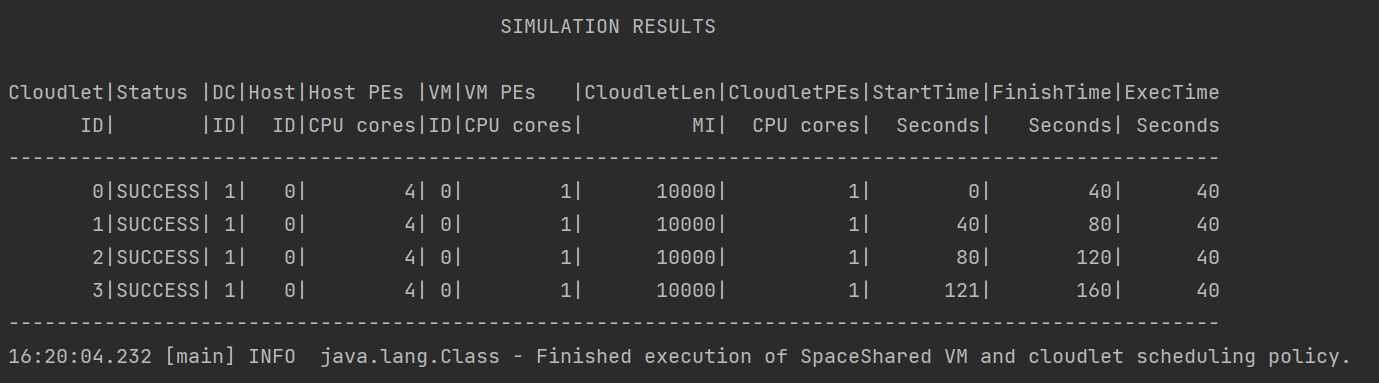 SIMULATION RESULTS
Cloudlet|Status |DC|Host|Host PEs |VM|VM PEs   |CloudletLen|CloudletPEs|StartTime|FinishTime|ExecTime
      ID|       |ID|  ID|CPU cores|ID|CPU cores|         MI|  CPU cores|  Seconds|   Seconds| Seconds
-----------------------------------------------------------------------------------------------------
       0|SUCCESS| 1|   0|        4| 0|        1|      10000|          1|        0|        40|      40
       1|SUCCESS| 1|   0|        4| 0|        1|      10000|          1|       40|        80|      40
       2|SUCCESS| 1|   0|        4| 0|        1|      10000|          1|       80|       120|      40
       3|SUCCESS| 1|   0|        4| 0|        1|      10000|          1|      121|       160|      40
-----------------------------------------------------------------------------------------------------
16:20:04.232 [main] INFO  java.lang.Class - Finished execution of SpaceShared VM and cloudlet scheduling policy.